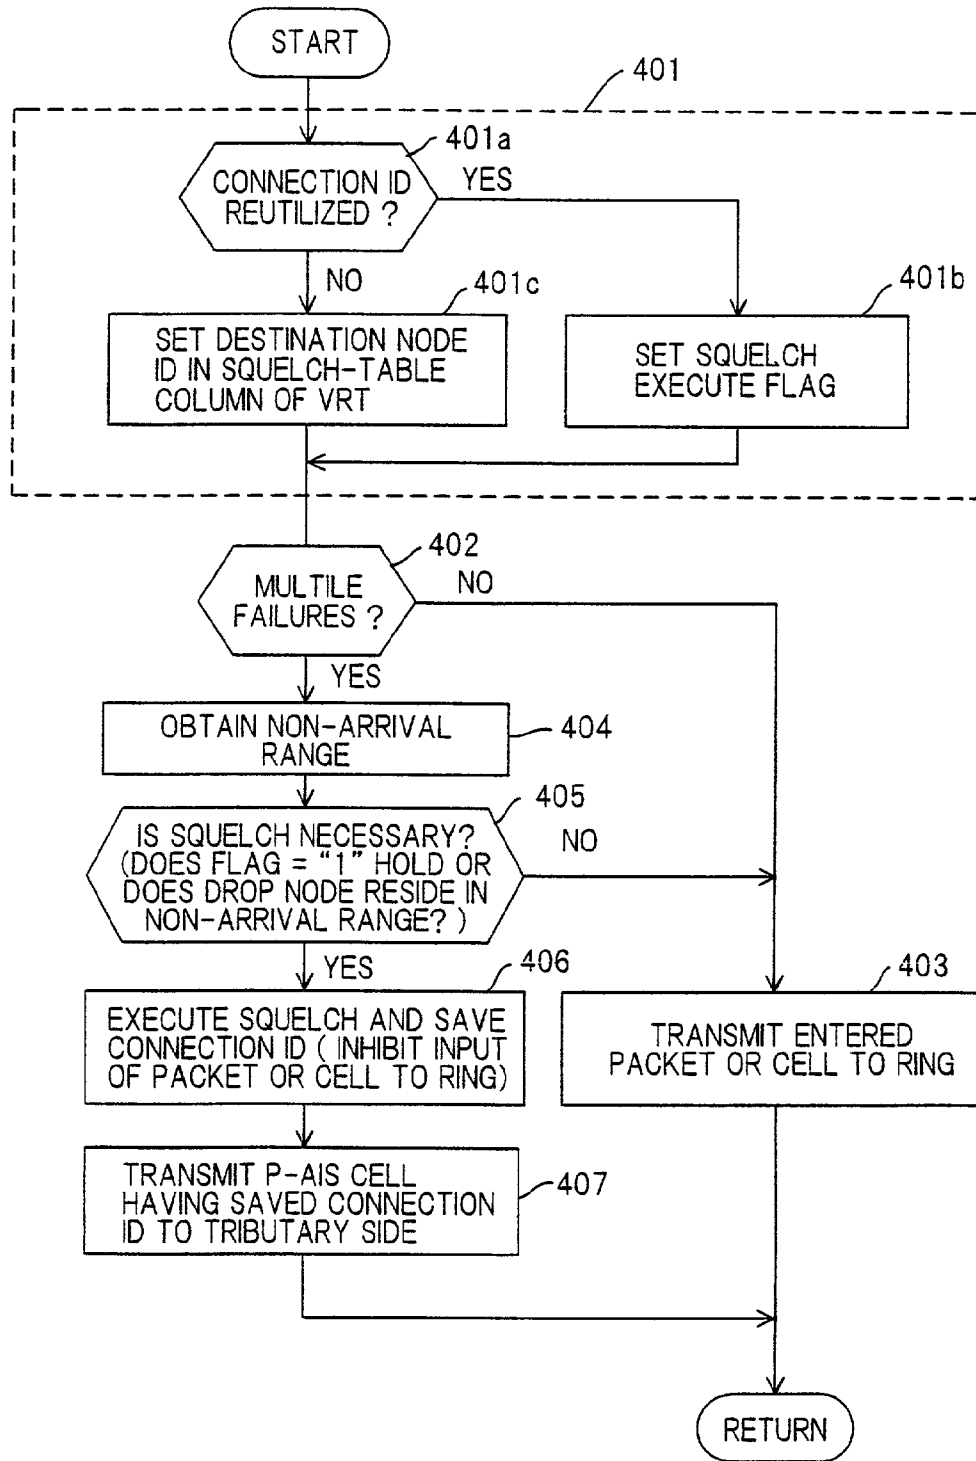 START
401
401a
CONNECTION ID
REUTILIZED ?
YES
NO
401c
401b
SET DESTINATION NODE
ID IN SQUELCH-TABLE
COLUMN OF VRT
SET SQUELCH
EXECUTE FLAG
402
MULTILE
FAILURES ?
NO
YES
OBTAIN NON-ARRIVAL
RANGE
404
405
IS SQUELCH NECESSARY?
(DOES FLAG = "1" HOLD OR
DOES DROP NODE RESIDE IN
NON-ARRIVAL RANGE? )
NO
YES
406
403
EXECUTE SQUELCH AND SAVE
CONNECTION ID ( INHIBIT INPUT
OF PACKET OR CELL TO RING)
TRANSMIT ENTERED
PACKET OR CELL TO RING
TRANSMIT P-AIS CELL
HAVING SAVED CONNECTION
ID TO TRIBUTARY SIDE
407
RETURN